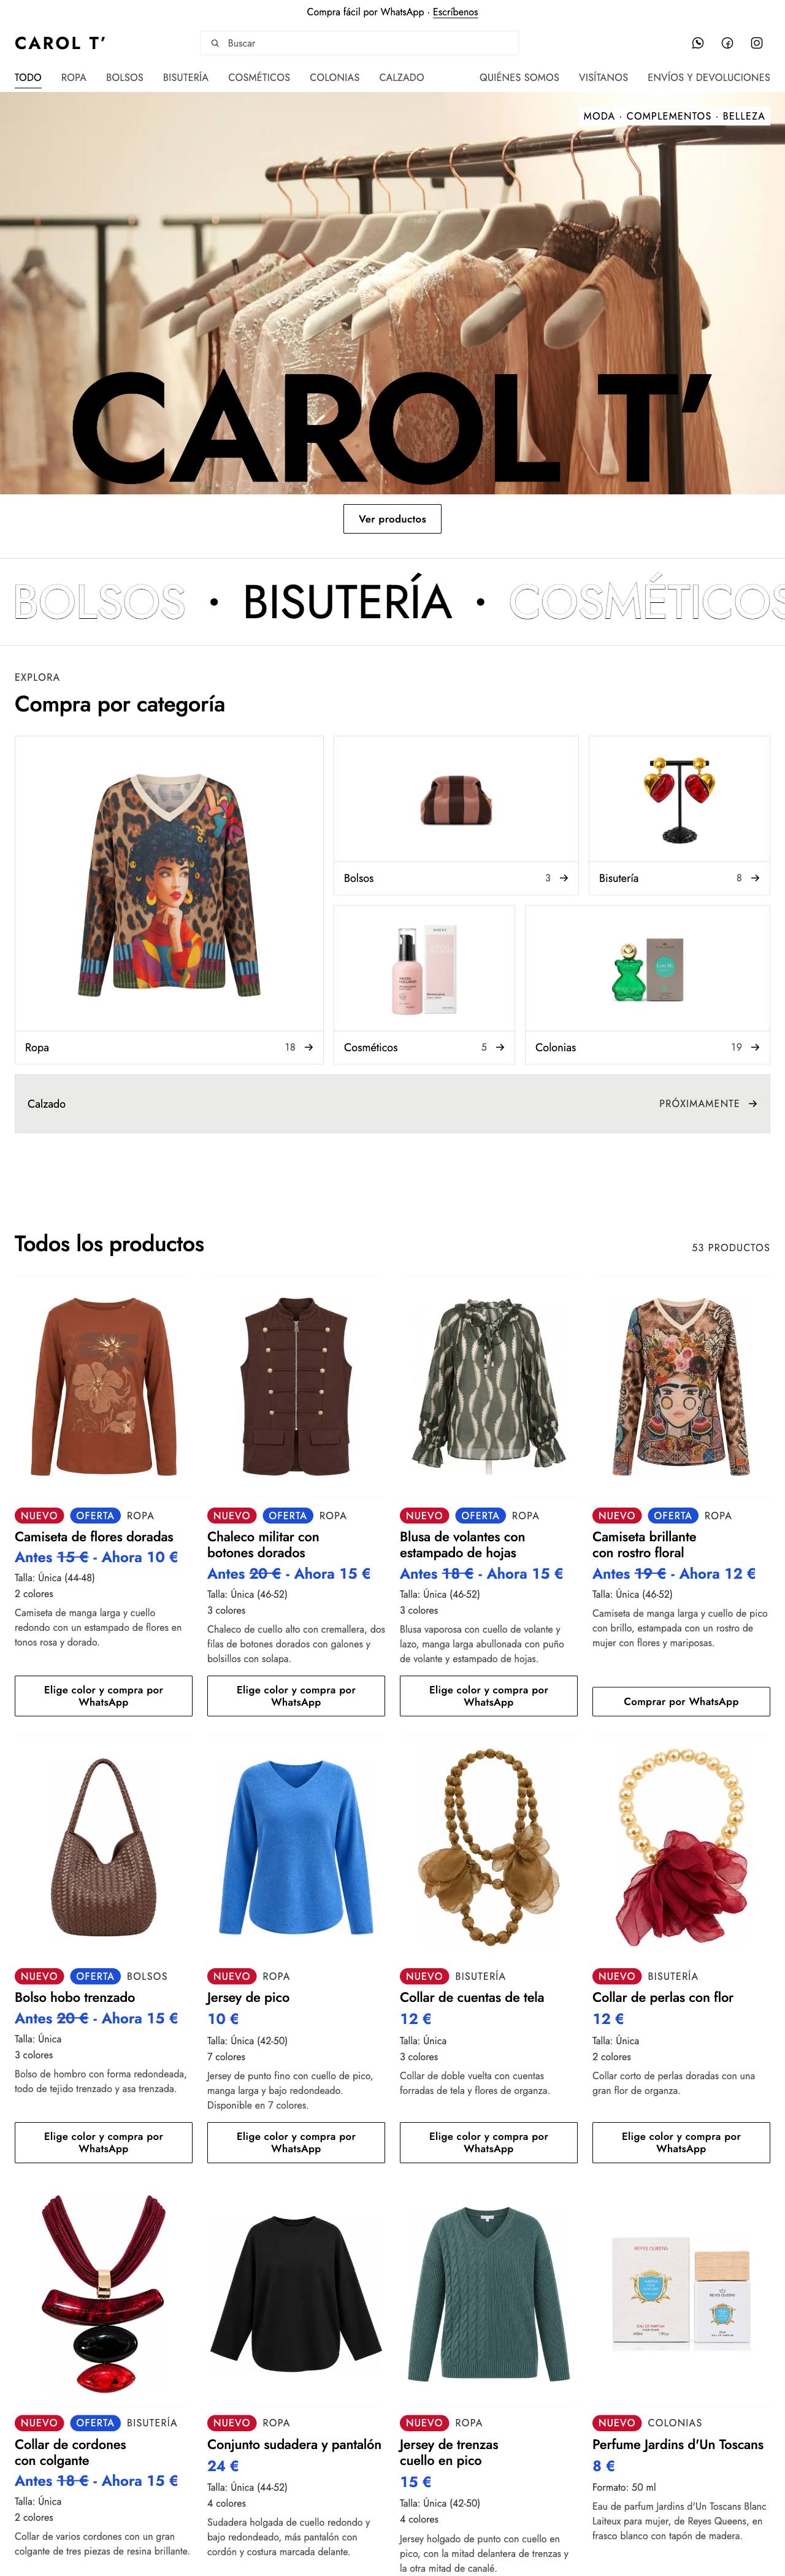 Compra fácil por WhatsApp · Escríbenos
CAROL T’
Buscar
TODO ROPA BOLSOS BISUTERÍA COSMÉTICOS COLONIAS CALZADO QUIÉNES SOMOS VISÍTANOS ENVÍOS Y DEVOLUCIONES
MODA · COMPLEMENTOS · BELLEZA
CAROL T’
Ver productos
BOLSOS • BISUTERÍA • COSMÉTICOS
EXPLORA
Compra por categoría
Bolsos 3 →
Bisutería 8 →
Ropa 18 →
Cosméticos 5 →
Colonias 19 →
Calzado PRÓXIMAMENTE →
Todos los productos
53 PRODUCTOS
NUEVO OFERTA ROPA
Camiseta de flores doradas
Antes 15 € - Ahora 10 €
Talla: Única (44-48)
2 colores
Camiseta de manga larga y cuello
redondo con un estampado de flores en
tonos rosa y dorado.
Elige color y compra por
WhatsApp
NUEVO OFERTA ROPA
Chaleco militar con
botones dorados
Antes 20 € - Ahora 15 €
Talla: Única (46-52)
3 colores
Chaleco de cuello alto con cremallera, dos
filas de botones dorados con galones y
bolsillos con solapa.
Elige color y compra por
WhatsApp
NUEVO OFERTA ROPA
Blusa de volantes con
estampado de hojas
Antes 18 € - Ahora 15 €
Talla: Única (46-52)
3 colores
Blusa vaporosa con cuello de volante y
lazo, manga larga abullonada con puño
de volante y estampado de hojas.
Elige color y compra por
WhatsApp
NUEVO OFERTA ROPA
Camiseta brillante
con rostro floral
Antes 19 € - Ahora 12 €
Talla: Única (46-52)
Camiseta de manga larga y cuello de pico
con brillo, estampada con un rostro de
mujer con flores y mariposas.
Comprar por WhatsApp
NUEVO OFERTA BOLSOS
Bolso hobo trenzado
Antes 20 € - Ahora 15 €
Talla: Única
3 colores
Bolso de hombro con forma redondeada,
todo de tejido trenzado y asa trenzada.
Elige color y compra por
WhatsApp
NUEVO ROPA
Jersey de pico
10 €
Talla: Única (42-50)
7 colores
Jersey de punto fino con cuello de pico,
manga larga y bajo redondeado.
Disponible en 7 colores.
Elige color y compra por
WhatsApp
NUEVO BISUTERÍA
Collar de cuentas de tela
12 €
Talla: Única
3 colores
Collar de doble vuelta con cuentas
forradas de tela y flores de organza.
Elige color y compra por
WhatsApp
NUEVO BISUTERÍA
Collar de perlas con flor
12 €
Talla: Única
2 colores
Collar corto de perlas doradas con una
gran flor de organza.
Elige color y compra por
WhatsApp
REYES QUEENS
NUEVO OFERTA BISUTERÍA
Collar de cordones
con colgante
Antes 18 € - Ahora 15 €
Talla: Única
2 colores
Collar de varios cordones con un gran
colgante de tres piezas de resina brillante.
NUEVO ROPA
Conjunto sudadera y pantalón
24 €
Talla: Única (44-52)
4 colores
Sudadera holgada de cuello redondo y
bajo redondeado, más pantalón con
cordón y costura marcada delante.
NUEVO ROPA
Jersey de trenzas
cuello en pico
15 €
Talla: Única (42-50)
4 colores
Jersey holgado de punto con cuello en
pico, con la mitad delantera de trenzas y
la otra mitad de canalé.
NUEVO COLONIAS
Perfume Jardins d'Un Toscans
8 €
Formato: 50 ml
Eau de parfum Jardins d'Un Toscans Blanc
Laiteux para mujer, de Reyes Queens, en
frasco blanco con tapón de madera.